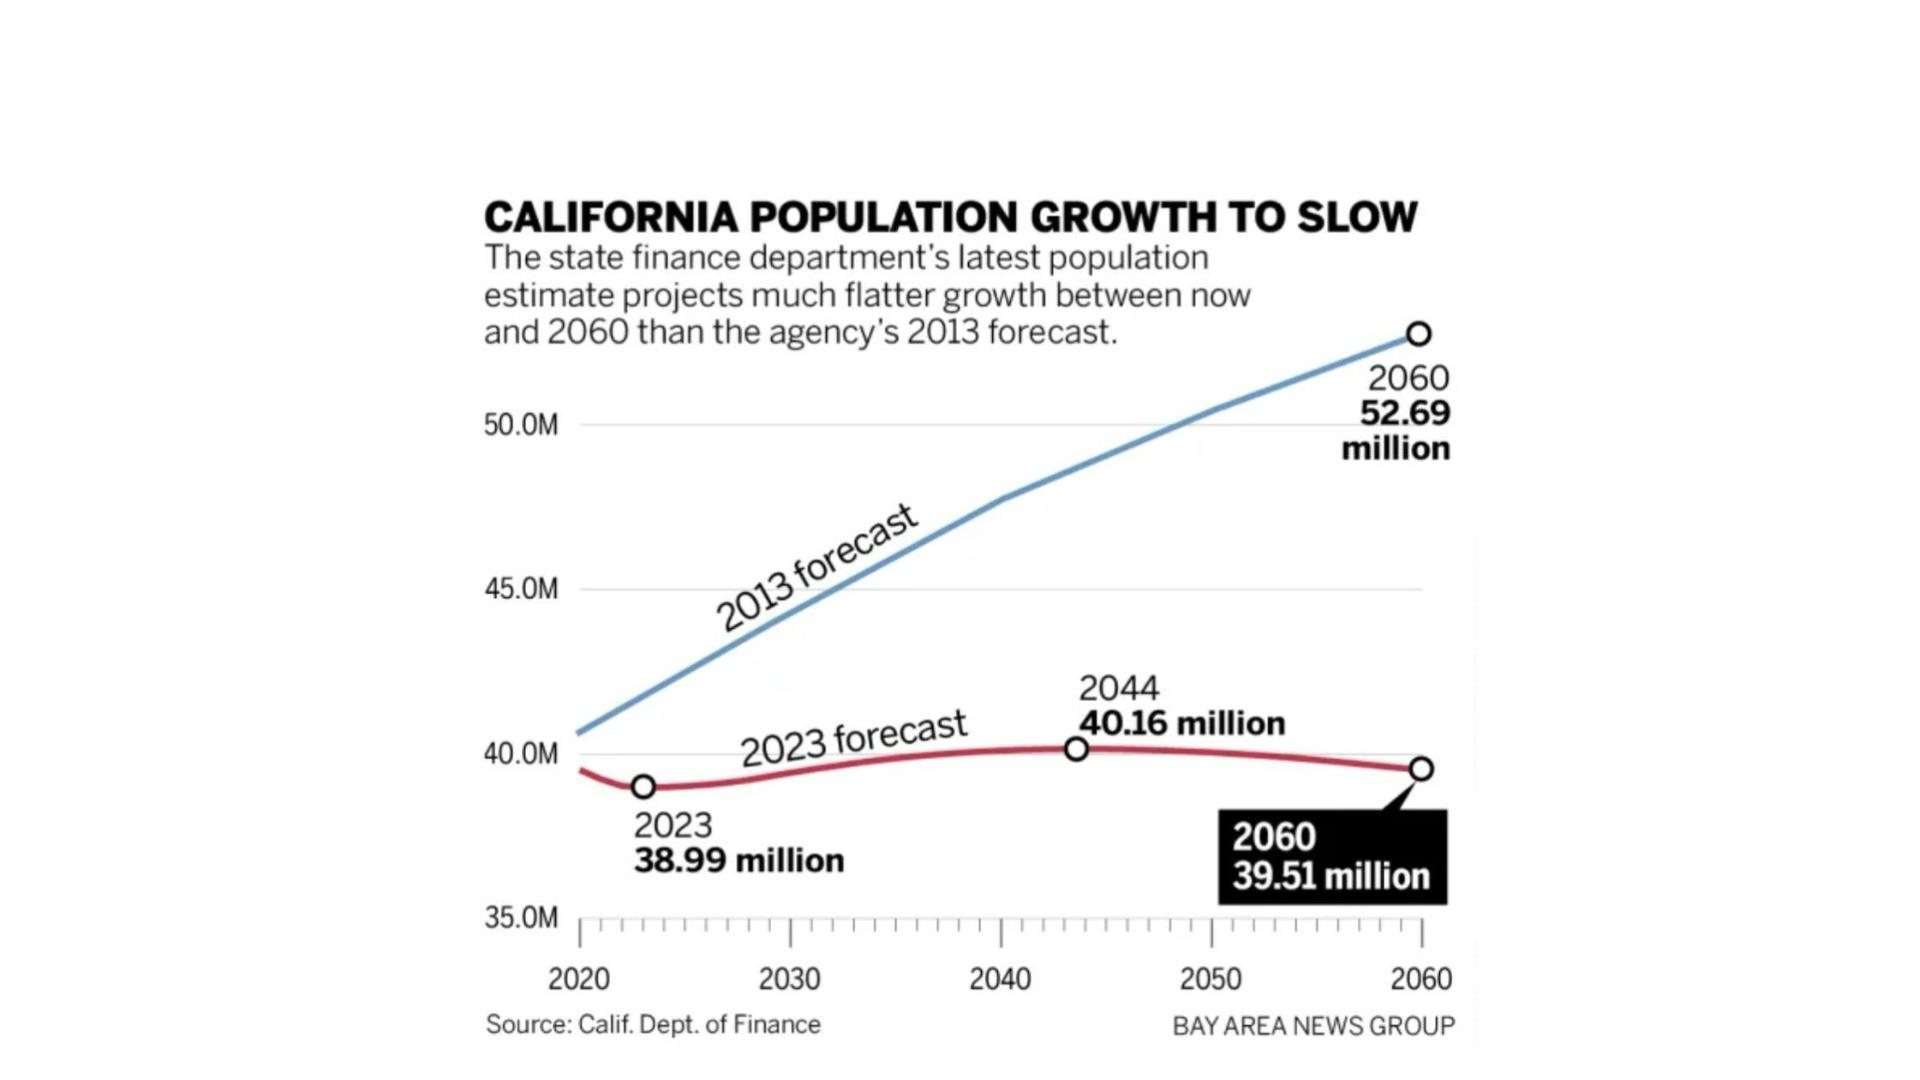 CALIFORNIA POPULATION GROWTH TO SLOW
The state finance department's latest population
estimate projects much flatter growth between now
and 2060 than the agency's 2013 forecast.
2060
52.69
million
50.0M
2013 forecast
45.0M
2044
40.16 million
2023 forecast
40.0M
2023
38.99 million
2060
39.51 million
35.0M
2020 2030 2040 2050 2060
Source: Calif. Dept. of Finance
BAY AREA NEWS GROUP